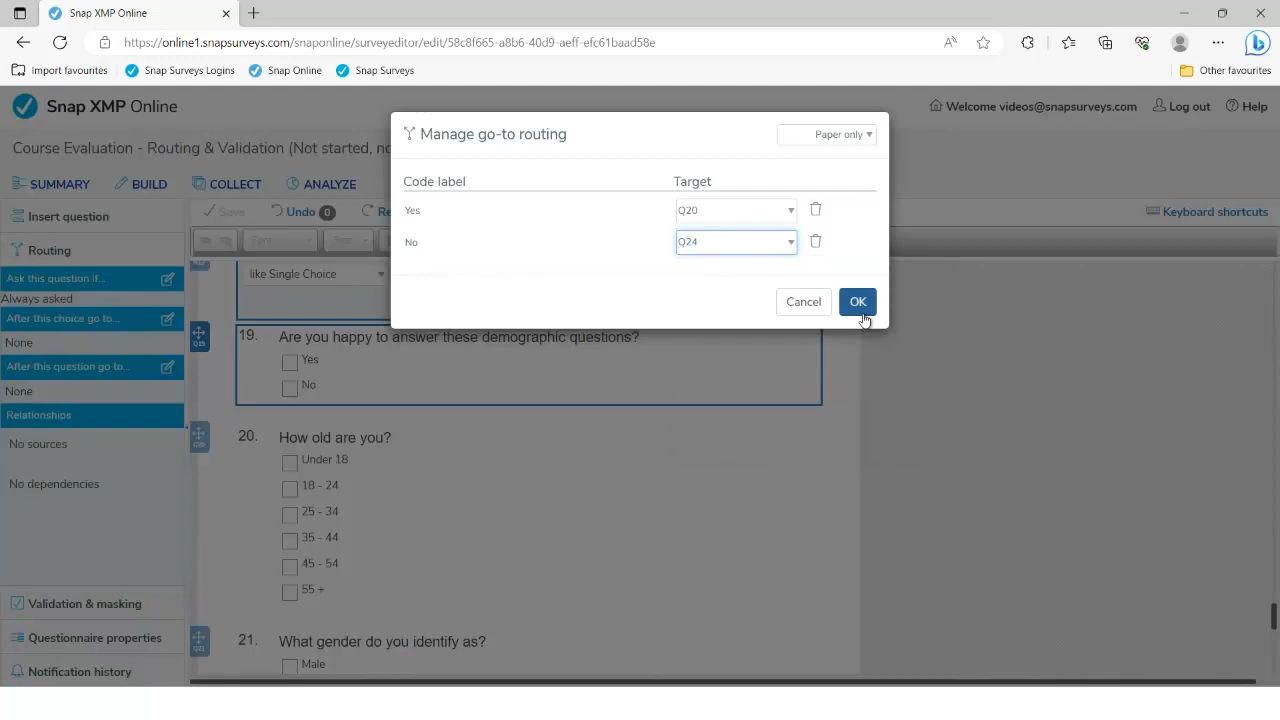 Snap XMP Online
https://online1.snapsurveys.com/snaponline/surveyeditor/edit/58c8f665-a8b6-40d9-aeff-efc61baad58e
Import favourites
Snap Surveys Logins
Snap Online
Snap Surveys
Other favourites
Snap XMP Online
Welcome videos@snapsurveys.com
Log out
Help
Course Evaluation - Routing & Validation (Not started, no
SUMMARY
BUILD
COLLECT
ANALYZE
Insert question
Save
Undo 0
Re
Keyboard shortcuts
Routing
Ask this question if...
Always asked
After this choice go to...
None
After this question go to...
None
Relationships
No sources
No dependencies
Validation & masking
Questionnaire properties
Notification history
Manage go-to routing
Paper only
Code label
Target
Yes
Q20
No
Q24
Cancel
OK
like Single Choice
Q19
19. Are you happy to answer these demographic questions?
Yes
No
Q20
20. How old are you?
Under 18
18 - 24
25 - 34
35 - 44
45 - 54
55 +
Q21
21. What gender do you identify as?
Male